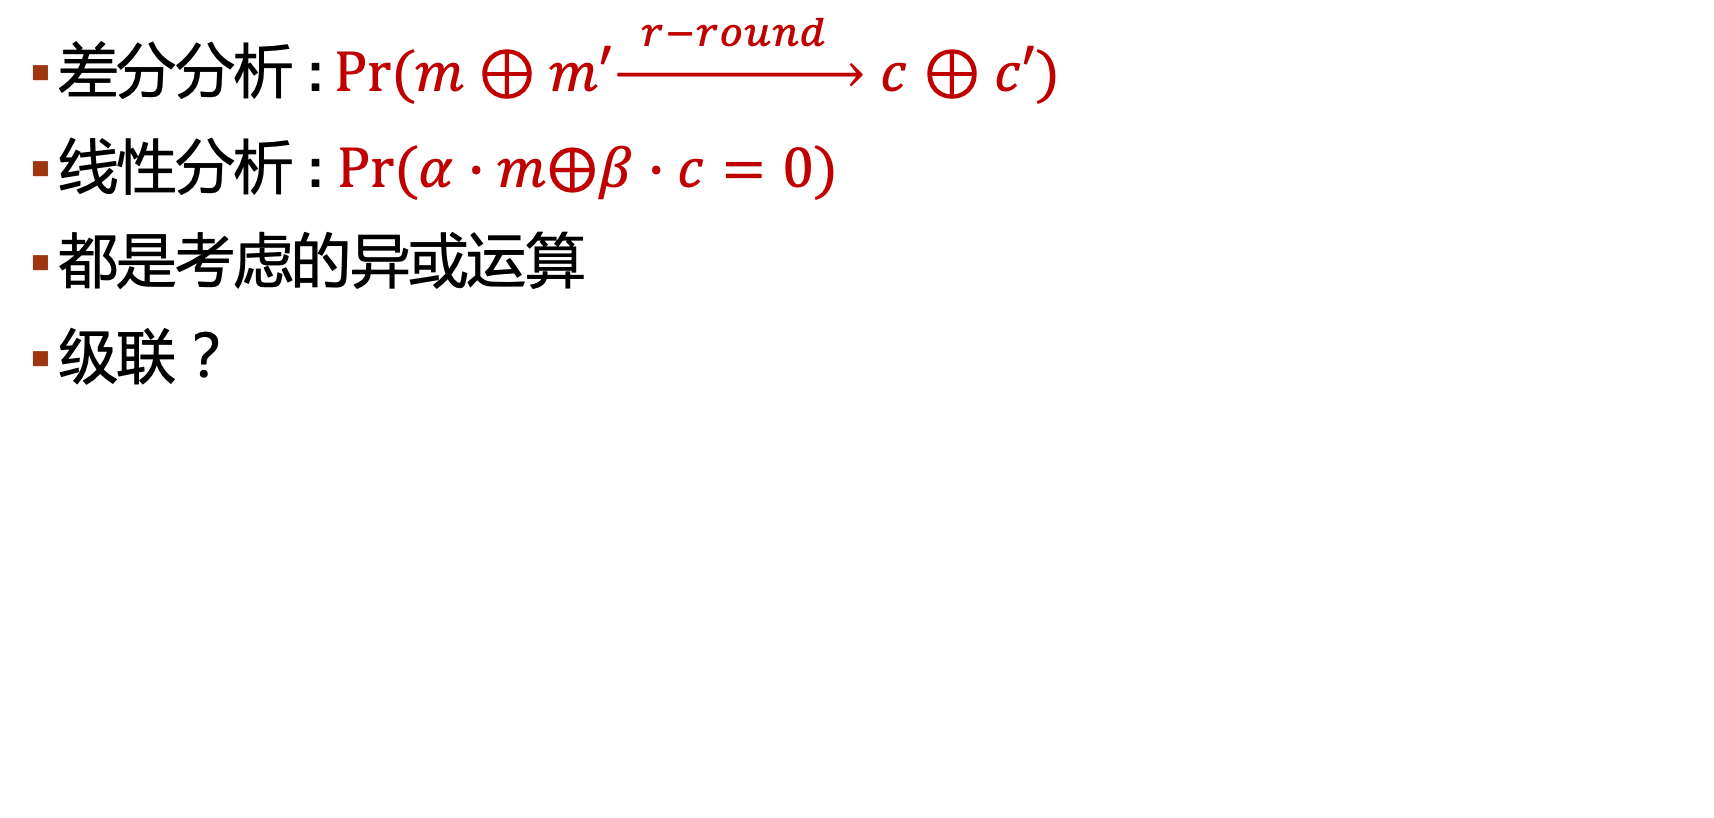 ▪差分分析：Pr(m ⊕ m′ \xrightarrow{r−round} c ⊕ c′)
▪线性分析：Pr(α · m⊕β · c = 0)
▪都是考虑的异或运算
▪级联？